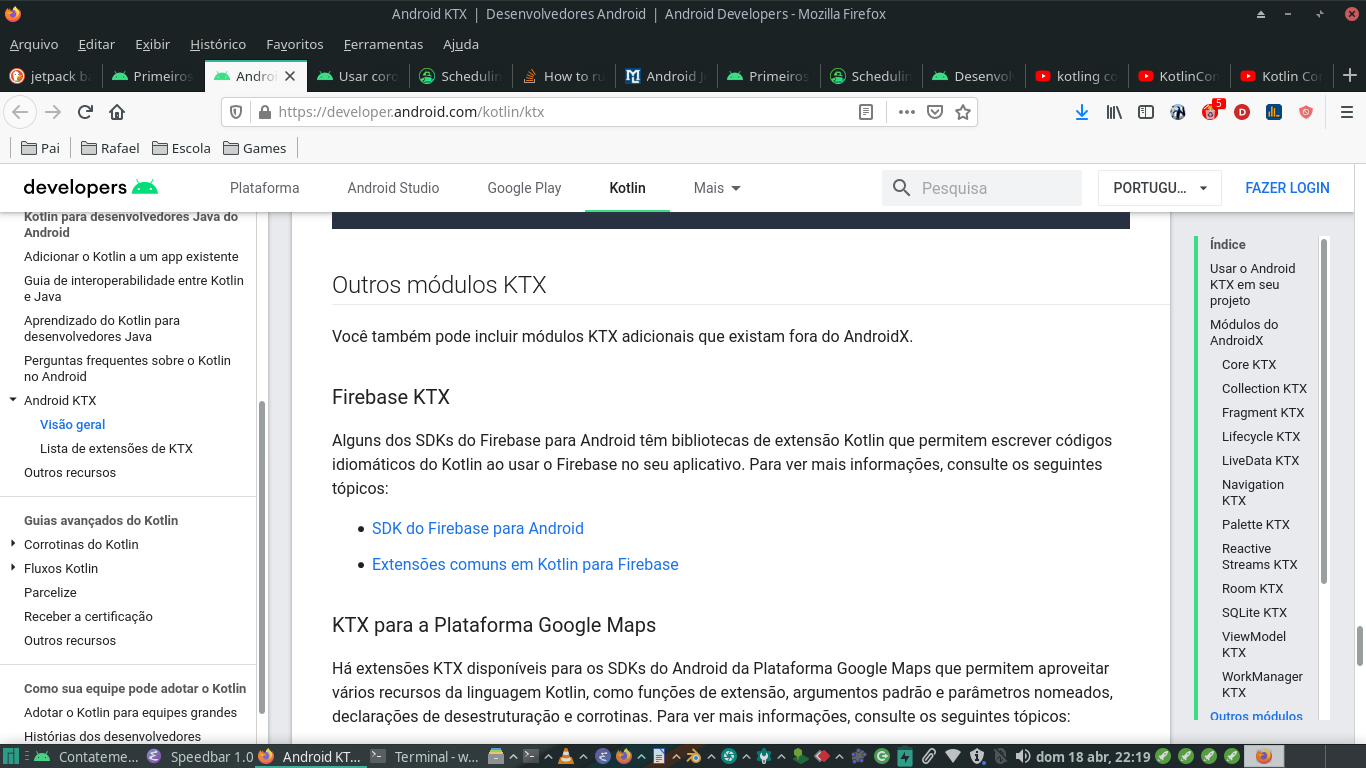 Android KTX | Desenvolvedores Android | Android Developers - Mozilla Firefox
Arquivo Editar Exibir Histórico Favoritos Ferramentas Ajuda
jetpack Primeiros Androi Usar coro Schedulin How to ru Android J Primeiros Schedulin Desenvol kotling co KotlinCon Kotlin Cor
https://developer.android.com/kotlin/ktx
5
Pai Rafael Escola Games
developers Plataforma Android Studio Google Play Kotlin Mais Pesquisa PORTUGU... FAZER LOGIN
Kotlin para desenvolvedores Java do
Android
Adicionar o Kotlin a um app existente
Guia de interoperabilidade entre Kotlin
e Java
Aprendizado do Kotlin para
desenvolvedores Java
Perguntas frequentes sobre o Kotlin
no Android
Android KTX
Visão geral
Lista de extensões de KTX
Outros recursos
Guias avançados do Kotlin
Corrotinas do Kotlin
Fluxos Kotlin
Parcelize
Receber a certificação
Outros recursos
Como sua equipe pode adotar o Kotlin
Adotar o Kotlin para equipes grandes
Histórias dos desenvolvedores
Outros módulos KTX
Você também pode incluir módulos KTX adicionais que existam fora do AndroidX.
Firebase KTX
Alguns dos SDKs do Firebase para Android têm bibliotecas de extensão Kotlin que permitem escrever códigos
idiomáticos do Kotlin ao usar o Firebase no seu aplicativo. Para ver mais informações, consulte os seguintes
tópicos:
SDK do Firebase para Android
Extensões comuns em Kotlin para Firebase
KTX para a Plataforma Google Maps
Há extensões KTX disponíveis para os SDKs do Android da Plataforma Google Maps que permitem aproveitar
vários recursos da linguagem Kotlin, como funções de extensão, argumentos padrão e parâmetros nomeados,
declarações de desestruturação e corrotinas. Para ver mais informações, consulte os seguintes tópicos:
Índice
Usar o Android
KTX em seu
projeto
Módulos do
AndroidX
Core KTX
Collection KTX
Fragment KTX
Lifecycle KTX
LiveData KTX
Navigation
KTX
Palette KTX
Reactive
Streams KTX
Room KTX
SQLite KTX
ViewModel
KTX
WorkManager
KTX
Outros módulos
Contateme... Speedbar 1.0 Android KT... Terminal - w... dom 18 abr, 22:19